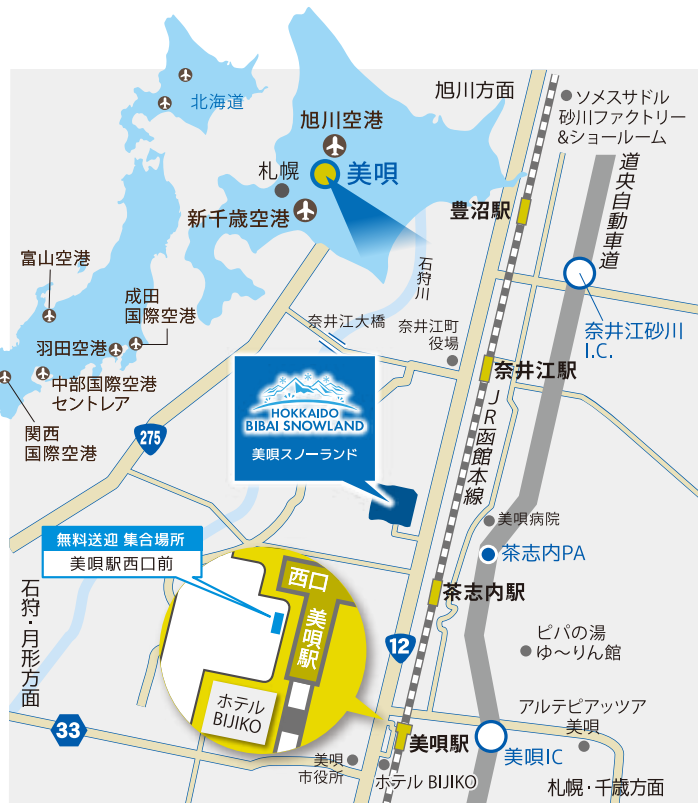 北海道
旭川空港
札幌
美唄
新千歳空港
富山空港
成田
国際空港
羽田空港
中部国際空港
セントレア
関西
国際空港
旭川方面
ソメスサドル
砂川ファクトリー
&ショールーム
道央自動車道
豊沼駅
石狩川
奈井江大橋
奈井江町
役場
奈井江砂川
I.C.
奈井江駅
JR函館本線
HOKKAIDO
BIBAI SNOWLAND
美唄スノーランド
275
美唄病院
茶志内PA
茶志内駅
無料送迎 集合場所
美唄駅西口前
西口
美唄駅
ホテル
BIJIKO
石狩・月形方面
12
ピパの湯
ゆ~りん館
アルテピアッツア
美唄
33
美唄駅
美唄IC
美唄
市役所
ホテル BIJIKO
札幌・千歳方面